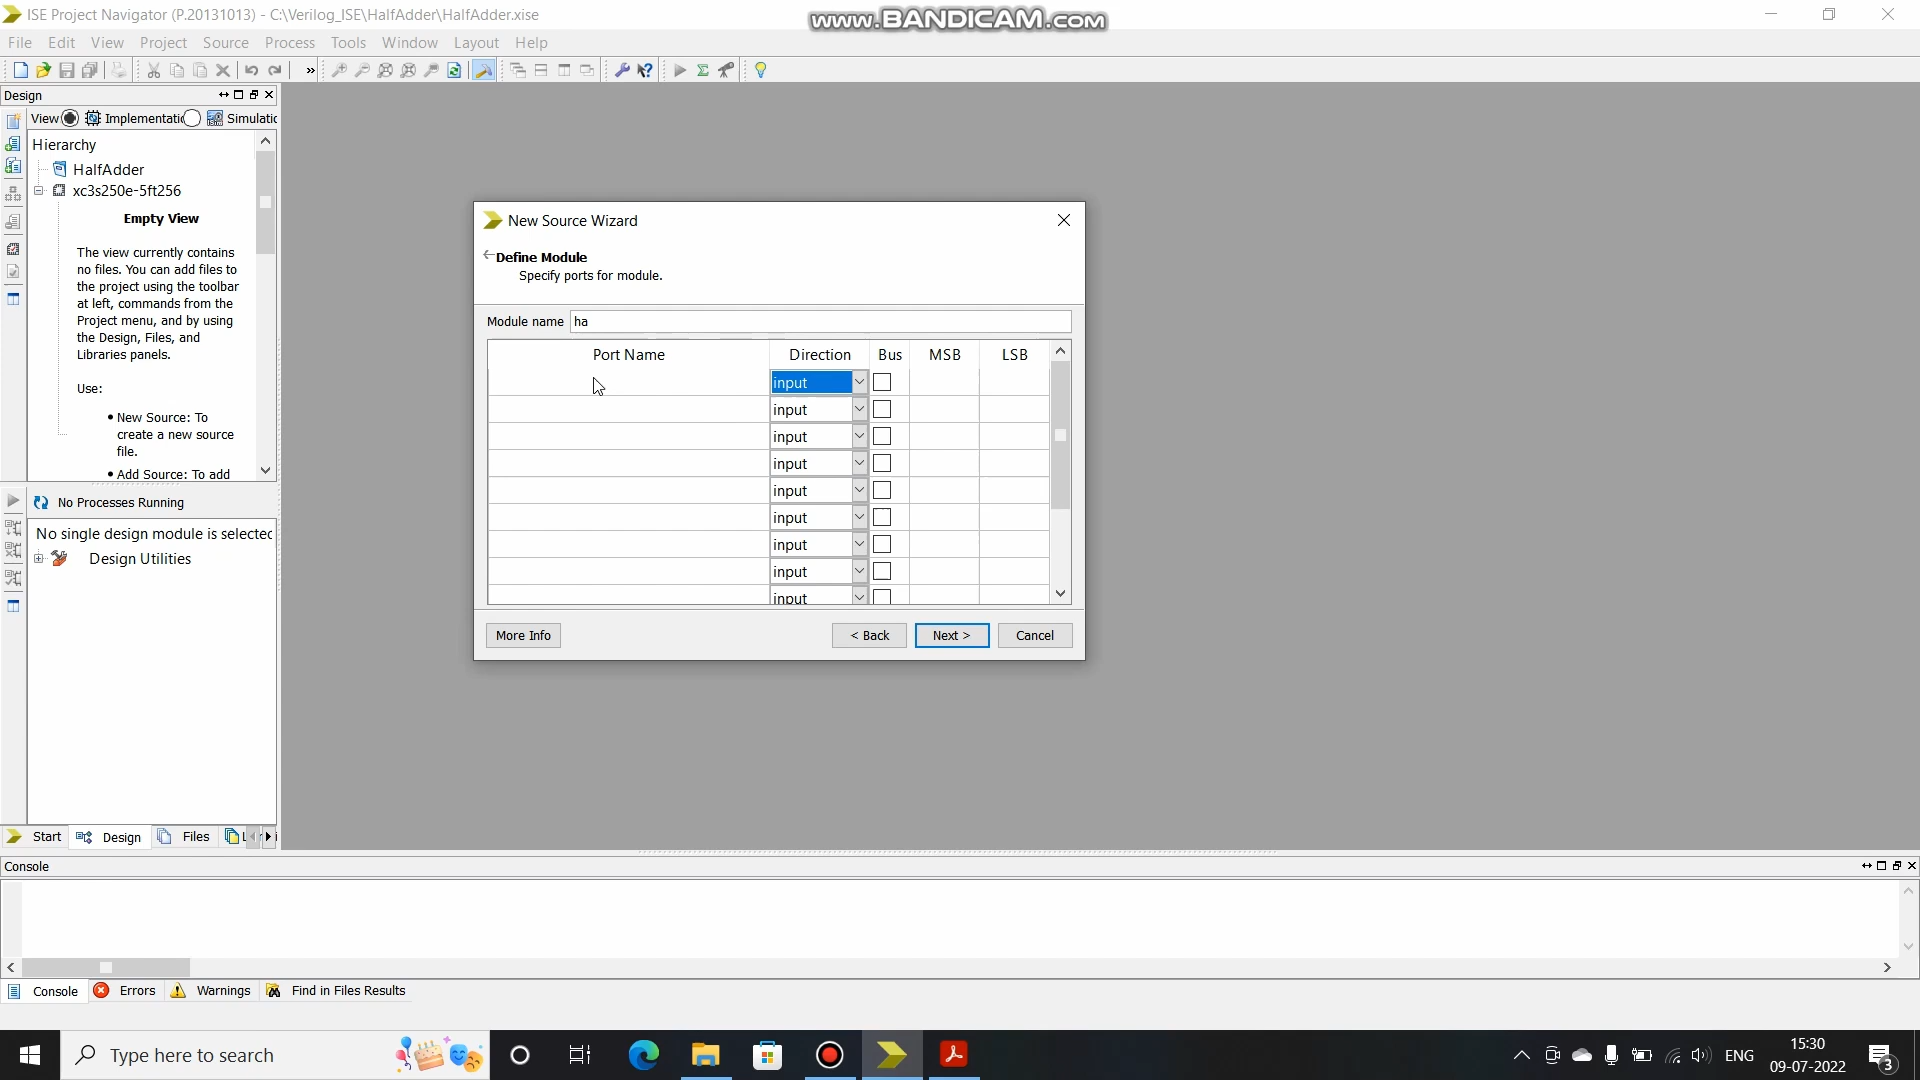 ISE Project Navigator (P.20131013) - C:\Verilog_ISE\HalfAdder\HalfAdder.xise
www.BANDICAM.com
File Edit View Project Source Process Tools Window Layout Help
»
Design
View Implementatic Simulatic
Hierarchy
HalfAdder
xc3s250e-5ft256
Empty View
The view currently contains
no files. You can add files to
the project using the toolbar
at left, commands from the
Project menu, and by using
the Design, Files, and
Libraries panels.
Use:
• New Source: To
create a new source
file.
• Add Source: To add
No Processes Running
No single design module is selected
Design Utilities
Start Design Files
New Source Wizard
Define Module
Specify ports for module.
Module name ha
Port Name Direction Bus MSB LSB
input
input
input
input
input
input
input
input
input
More Info < Back Next > Cancel
Console
Console Errors Warnings Find in Files Results
Type here to search
ENG
15:30
09-07-2022
3